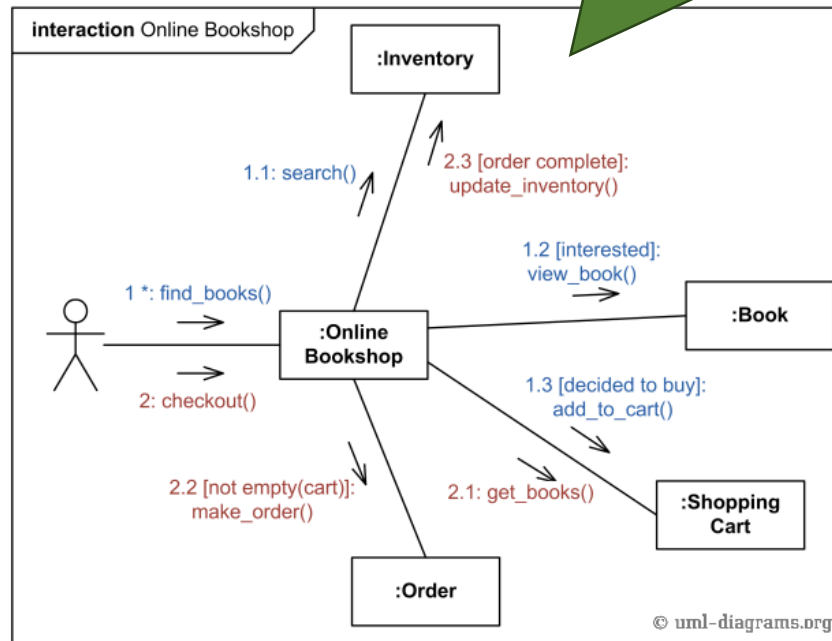 interaction Online Bookshop
:Inventory
1.1: search()
2.3 [order complete]:
update_inventory()
1.2 [interested]:
view_book()
1 *: find_books()
:Online
Bookshop
:Book
2: checkout()
1.3 [decided to buy]:
add_to_cart()
2.2 [not empty(cart)]:
make_order()
2.1: get_books()
:Shopping
Cart
:Order
© uml-diagrams.org